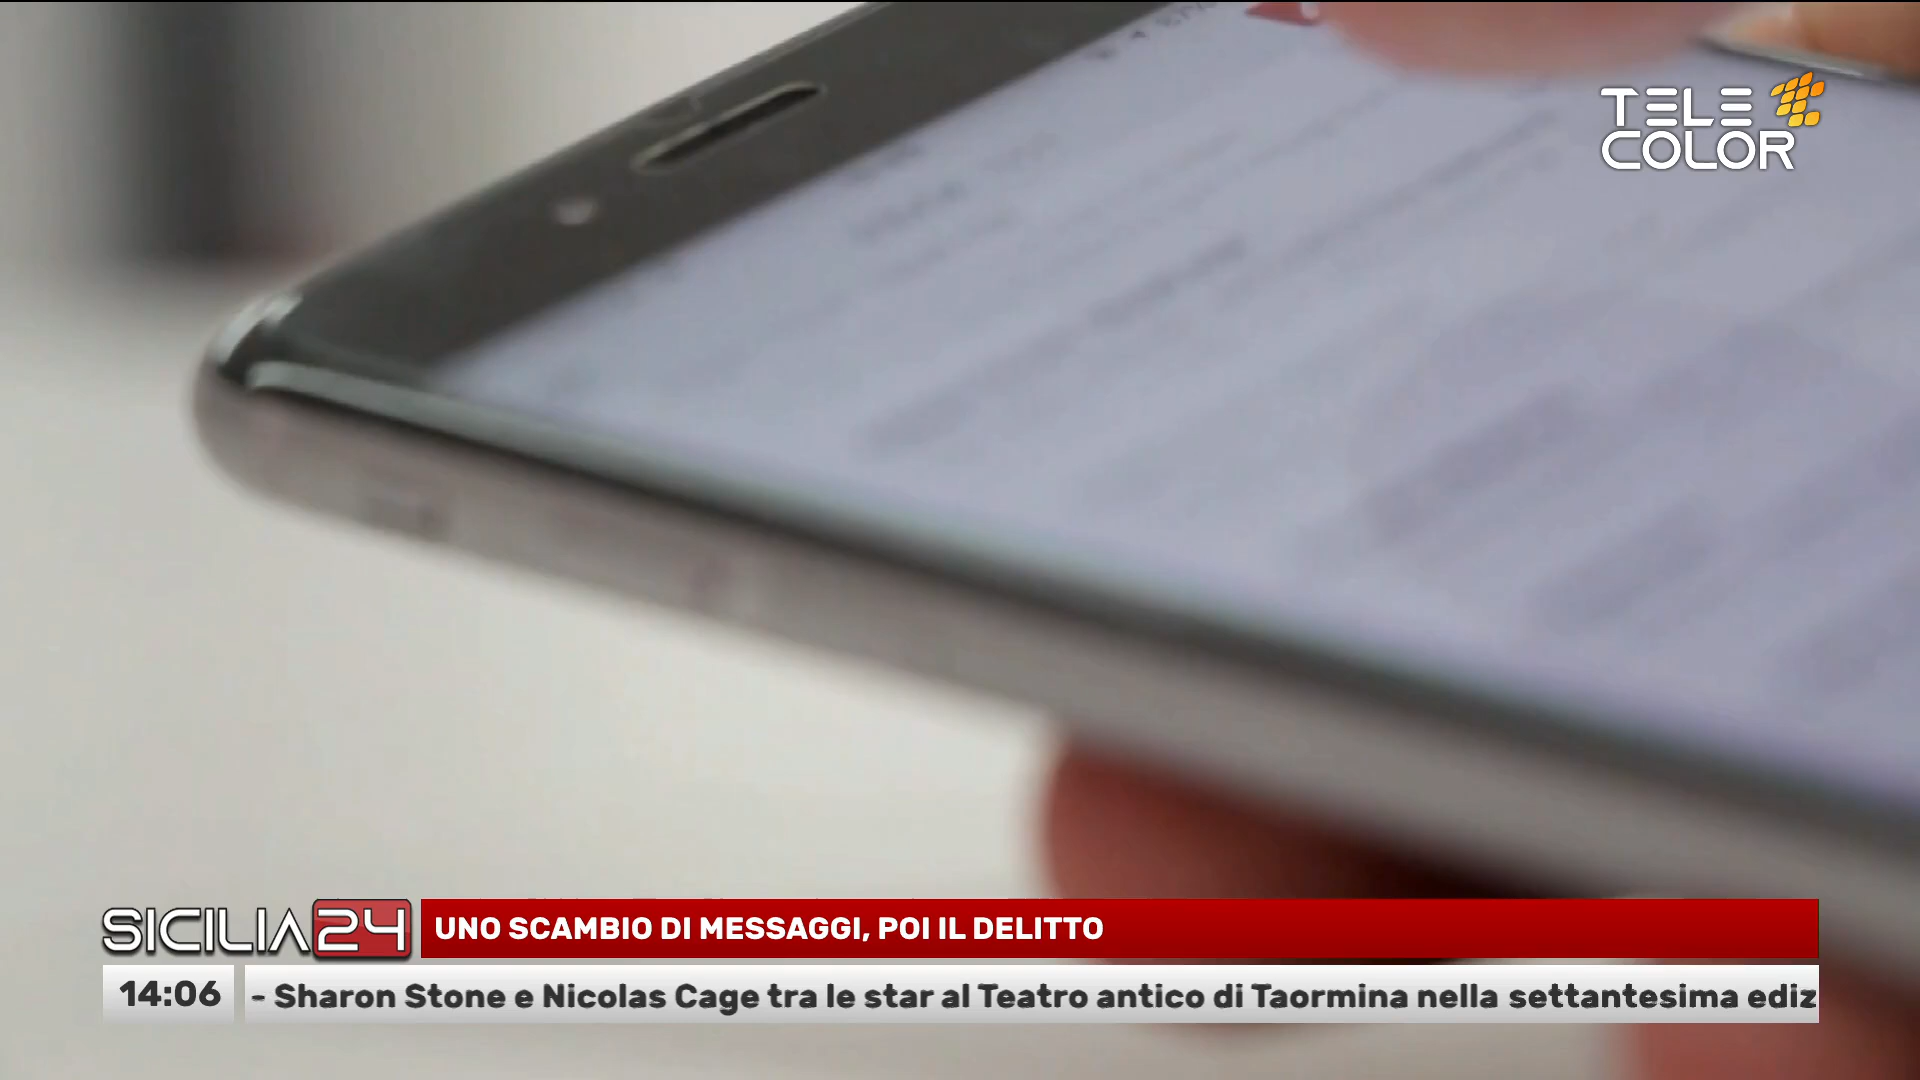 TELE
COLOR
SICILIA24
UNO SCAMBIO DI MESSAGGI, POI IL DELITTO
14:06
- Sharon Stone e Nicolas Cage tra le star al Teatro antico di Taormina nella settantesima ediz